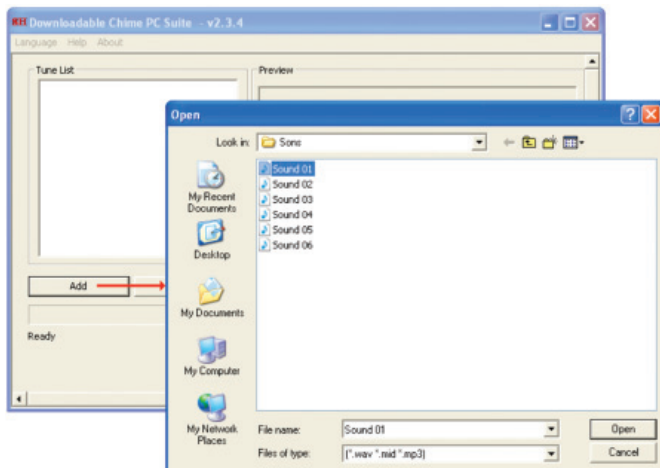 RH Downloadable Chime PC Suite - v2.3.4
Language Help About
Tune List
Preview
Open
Look in: Sons
My Recent
Documents
Desktop
My Documents
My Computer
My Network
Places
Sound 01
Sound 02
Sound 03
Sound 04
Sound 05
Sound 06
Add
Ready
File name: Sound 01 Open
Files of type: (*.wav *.mid *.mp3) Cancel